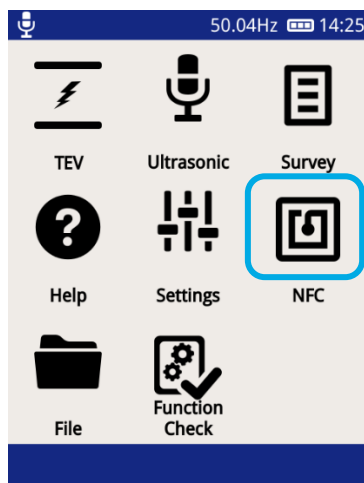 50.04Hz 14:25
TEV Ultrasonic Survey
Help Settings NFC
File Function
Check